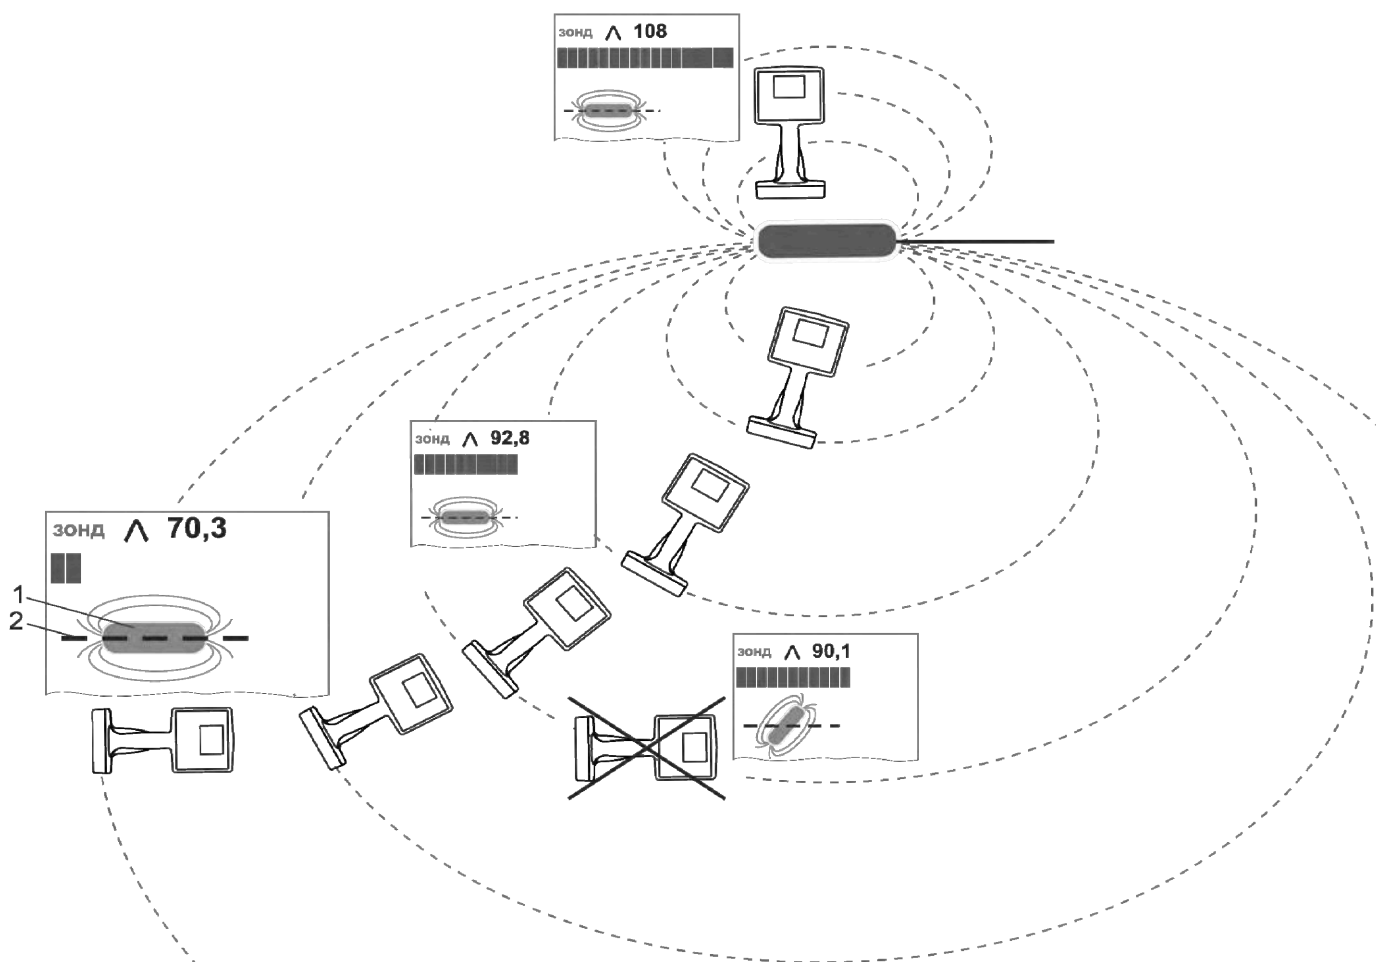 зонд ⋀ 108
зонд ⋀ 92,8
зонд ⋀ 70,3
1
2
зонд ⋀ 90,1